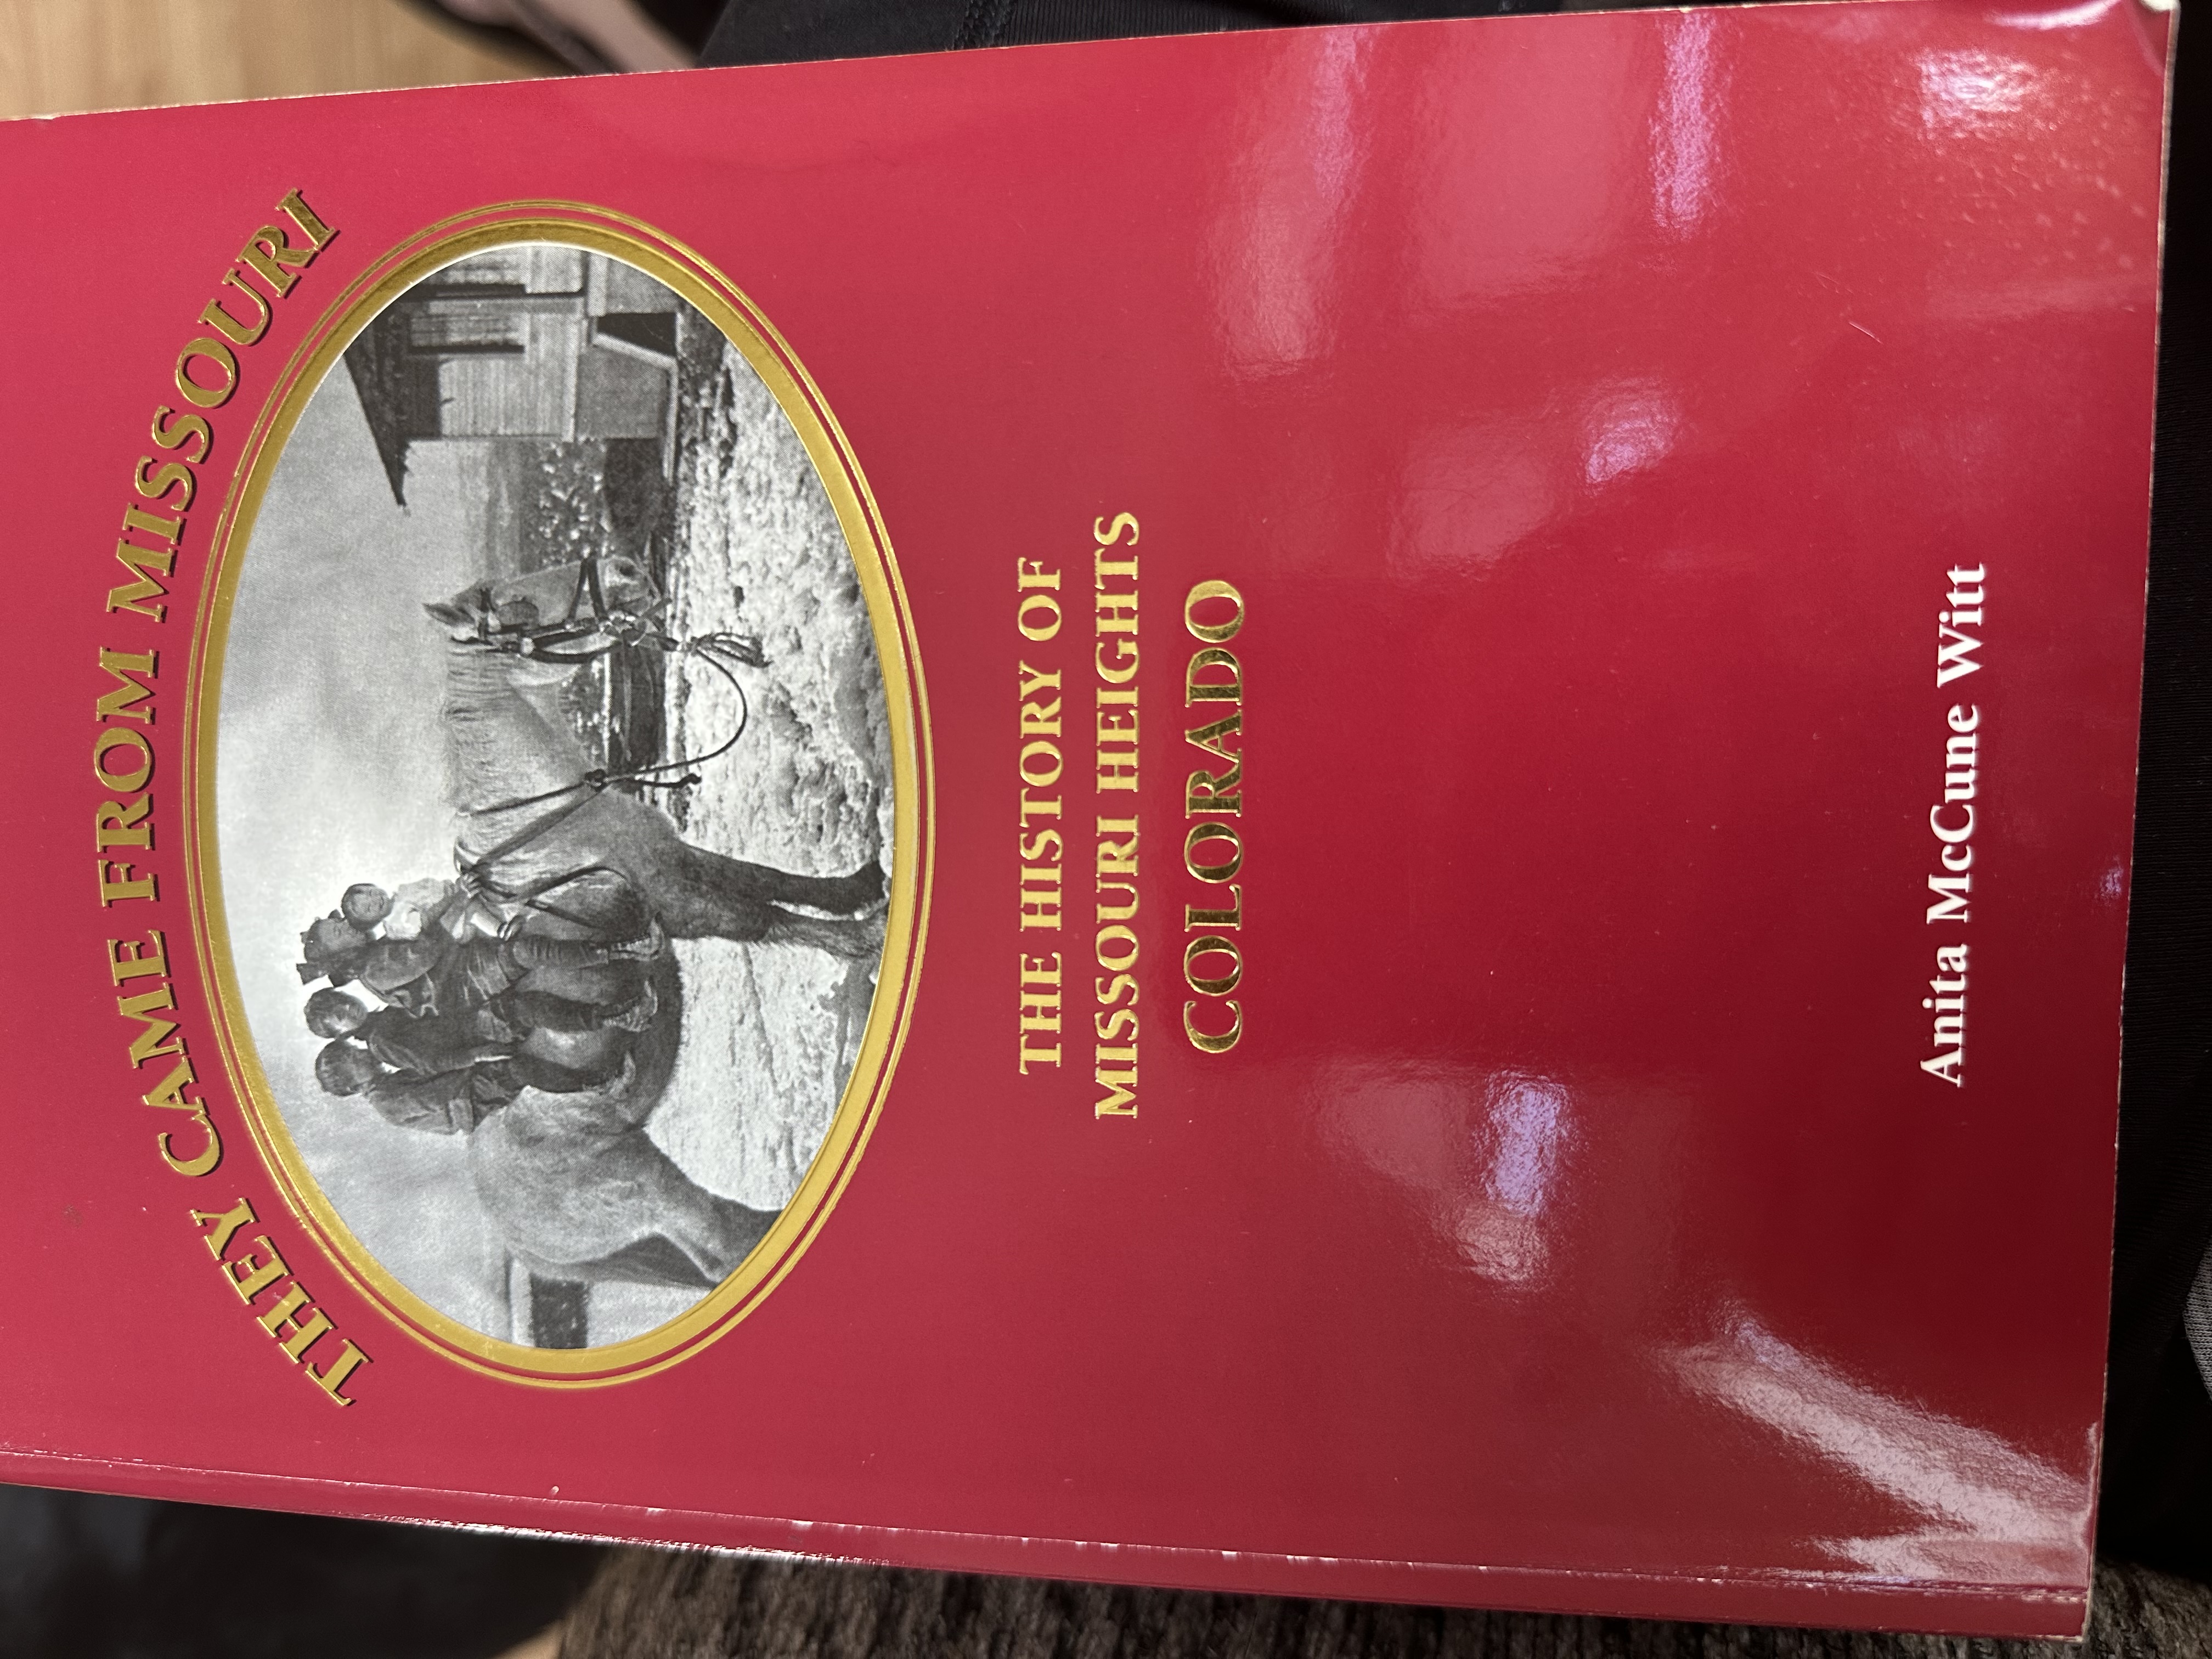 THEY CAME FROM MISSOURI
THE HISTORY OF
MISSOURI HEIGHTS
COLORADO
Anita McCune Witt